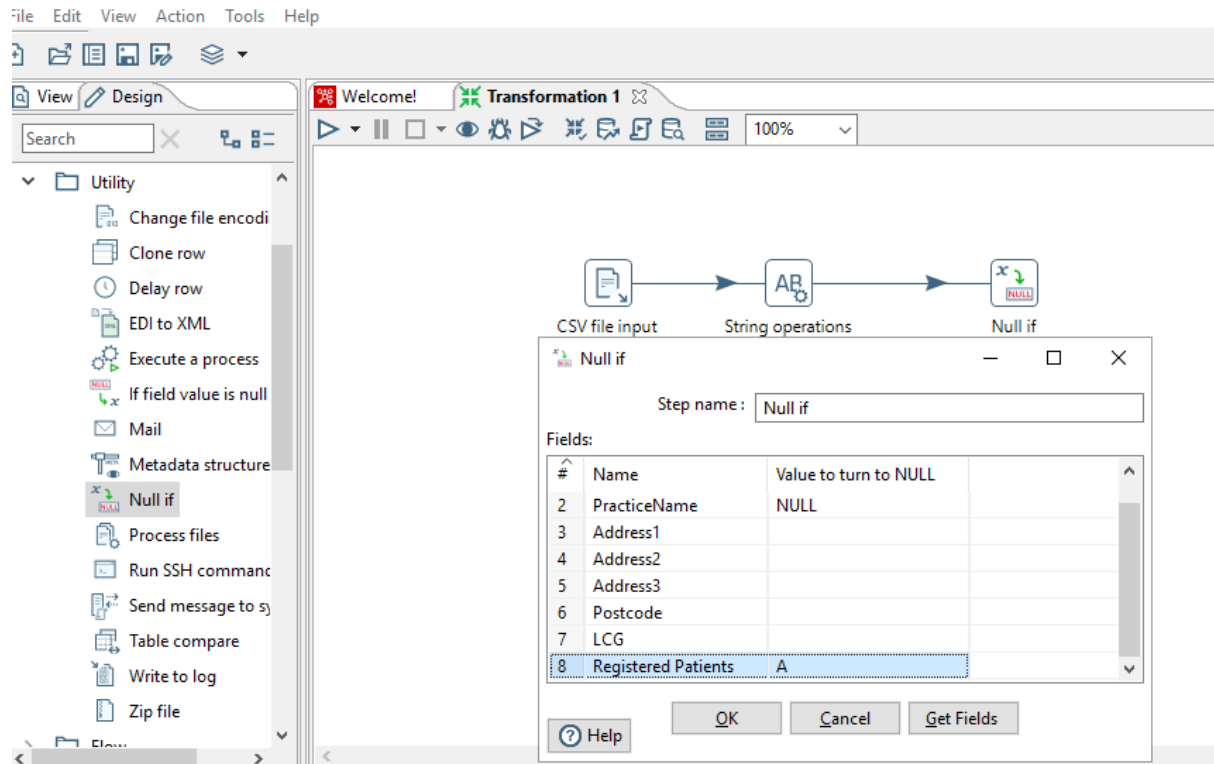 File Edit View Action Tools Help
View Design
Welcome! Transformation 1
Search
100%
Utility
Change file encodi
Clone row
Delay row
EDI to XML
Execute a process
If field value is null
Mail
Metadata structure
Null if
Process files
Run SSH commanc
Send message to sy
Table compare
Write to log
Zip file
Flow
CSV file input String operations Null if
AB
NULL
Null if
Step name : Null if
Fields:
# Name Value to turn to NULL
2 PracticeName NULL
3 Address1
4 Address2
5 Address3
6 Postcode
7 LCG
8 Registered Patients A
OK Cancel Get Fields
Help